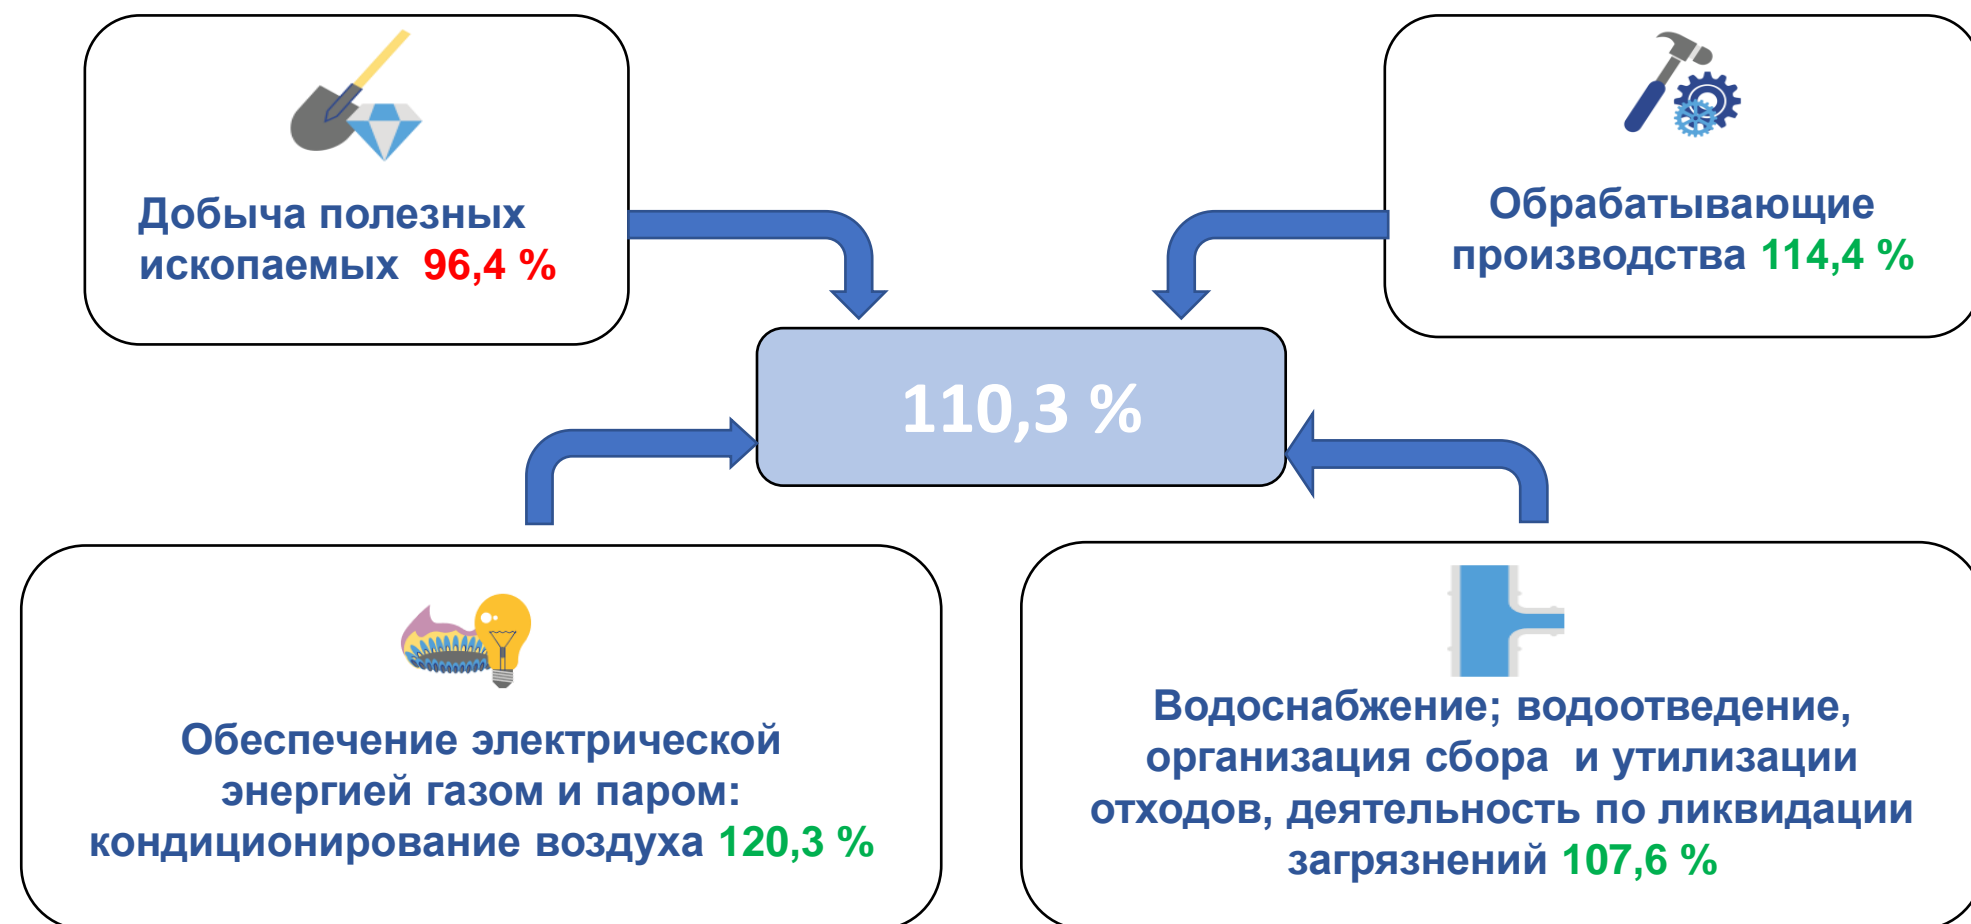 Добыча полезных
ископаемых 96,4 %
Обрабатывающие
производства 114,4 %
110,3 %
Обеспечение электрической
энергией газом и паром:
кондиционирование воздуха 120,3 %
Водоснабжение; водоотведение,
организация сбора и утилизации
отходов, деятельность по ликвидации
загрязнений 107,6 %